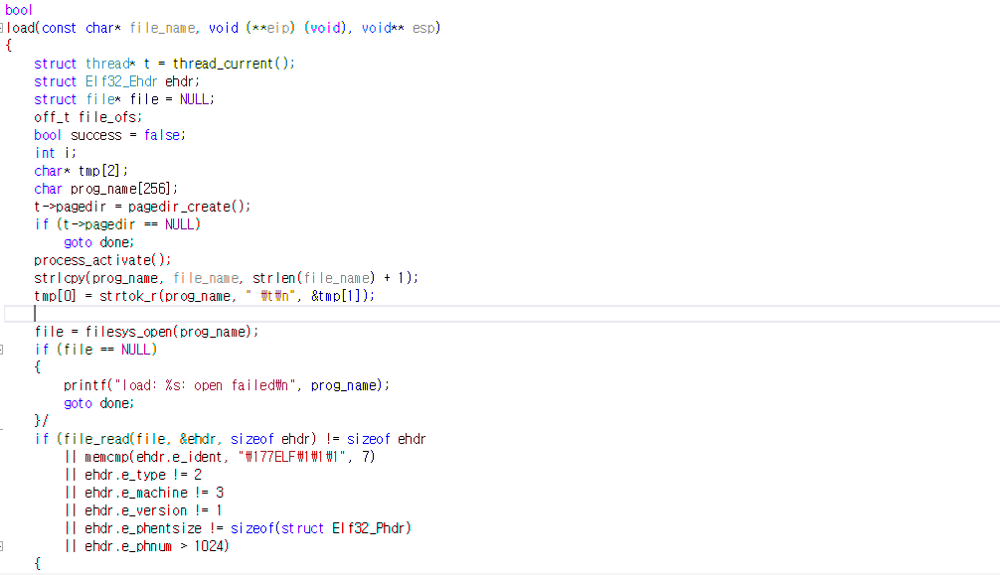 bool
load(const char* file_name, void (**eip) (void), void** esp)
{
    struct thread* t = thread_current();
    struct Elf32_Ehdr ehdr;
    struct file* file = NULL;
    off_t file_ofs;
    bool success = false;
    int i;
    char* tmp[2];
    char prog_name[256];
    t->pagedir = pagedir_create();
    if (t->pagedir == NULL)
        goto done;
    process_activate();
    strlcpy(prog_name, file_name, strlen(file_name) + 1);
    tmp[0] = strtok_r(prog_name, " ₩t₩n", &tmp[1]);
    file = filesys_open(prog_name);
    if (file == NULL)
    {
        printf("load: %s: open failed₩n", prog_name);
        goto done;
    }/
    if (file_read(file, &ehdr, sizeof ehdr) != sizeof ehdr
        || memcmp(ehdr.e_ident, "₩177ELF₩1₩1₩1", 7)
        || ehdr.e_type != 2
        || ehdr.e_machine != 3
        || ehdr.e_version != 1
        || ehdr.e_phentsize != sizeof(struct Elf32_Phdr)
        || ehdr.e_phnum > 1024)
    {